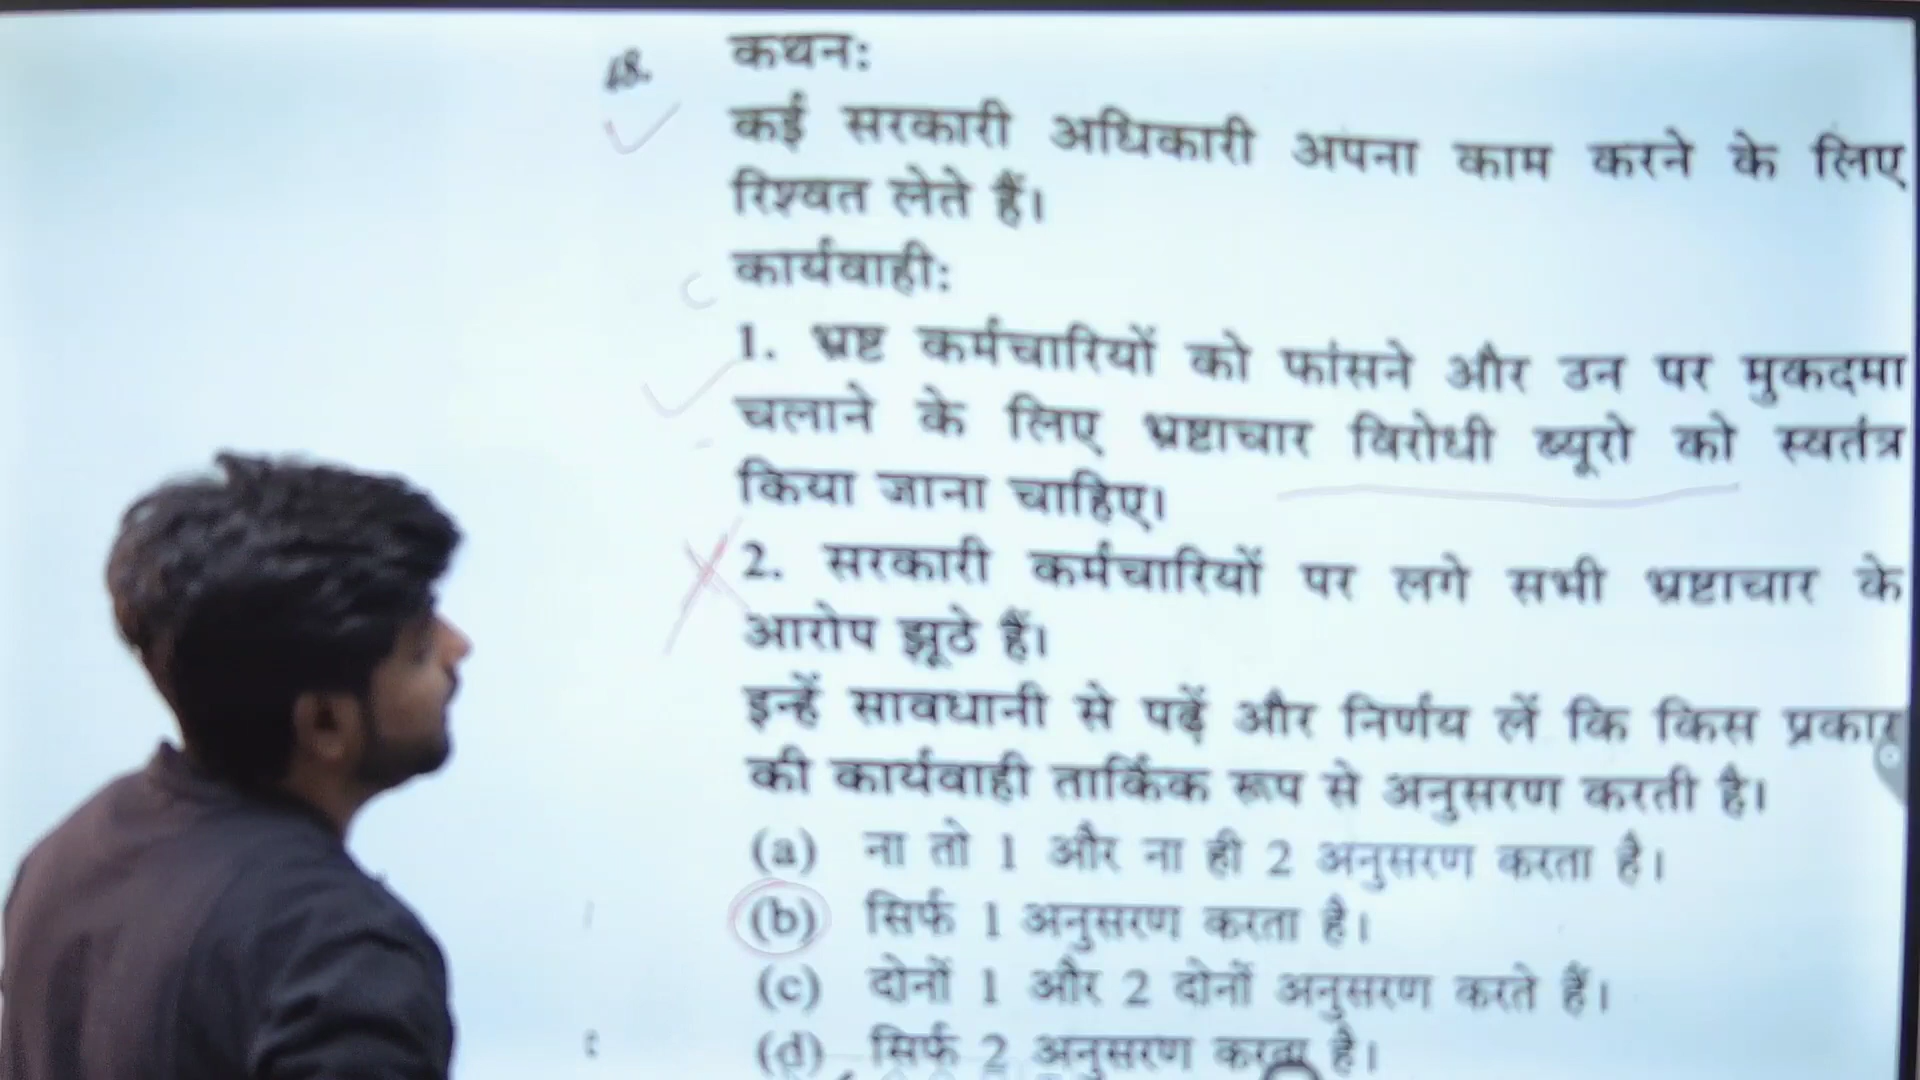 48. कथन:
कई सरकारी अधिकारी अपना काम करने के लिए
रिश्वत लेते हैं।
कार्यवाही:
1. भ्रष्ट कर्मचारियों को फांसने और उन पर मुकदमा
चलाने के लिए भ्रष्टाचार विरोधी ब्यूरो को स्वतंत्र
किया जाना चाहिए।
2. सरकारी कर्मचारियों पर लगे सभी भ्रष्टाचार के
आरोप झूठे हैं।
इन्हें सावधानी से पढ़ें और निर्णय लें कि किस प्रकार
की कार्यवाही तार्किक रूप से अनुसरण करती है।
(a) ना तो 1 और ना ही 2 अनुसरण करता है।
(b) सिर्फ 1 अनुसरण करता है।
(c) दोनों 1 और 2 दोनों अनुसरण करते हैं।
(d) सिर्फ 2 अनुसरण करता है।